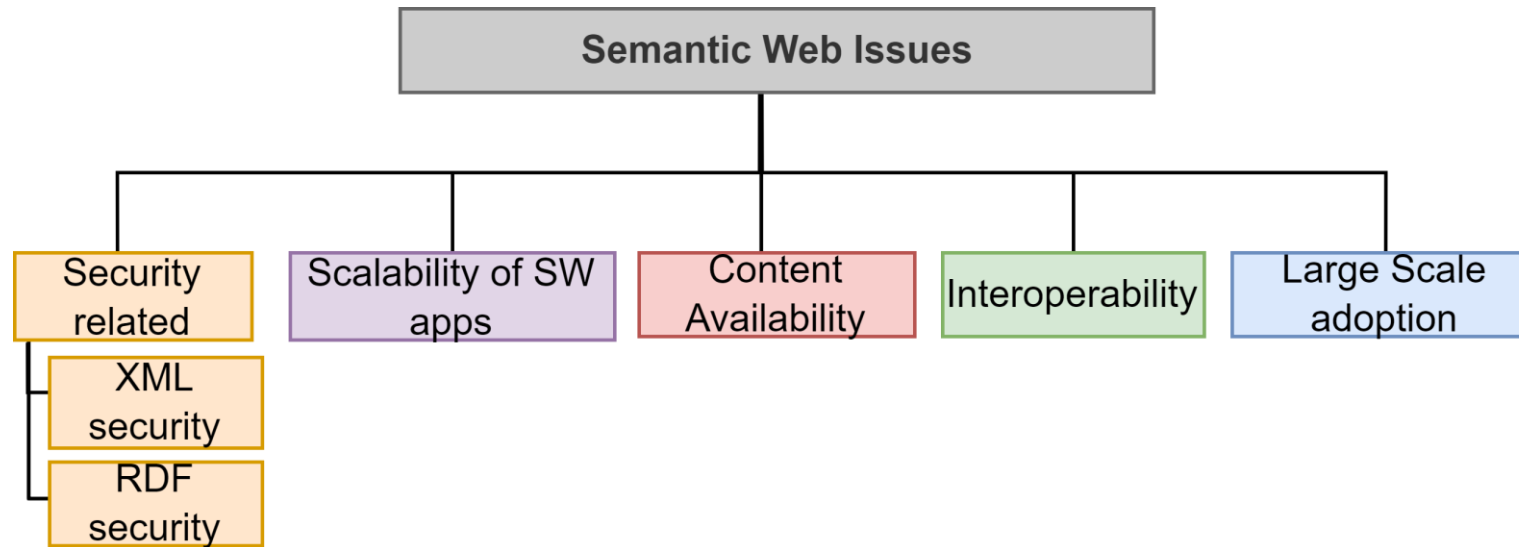 Semantic Web Issues
Security
related
Scalability of SW
apps
Content
Availability
Interoperability
Large Scale
adoption
XML
security
RDF
security